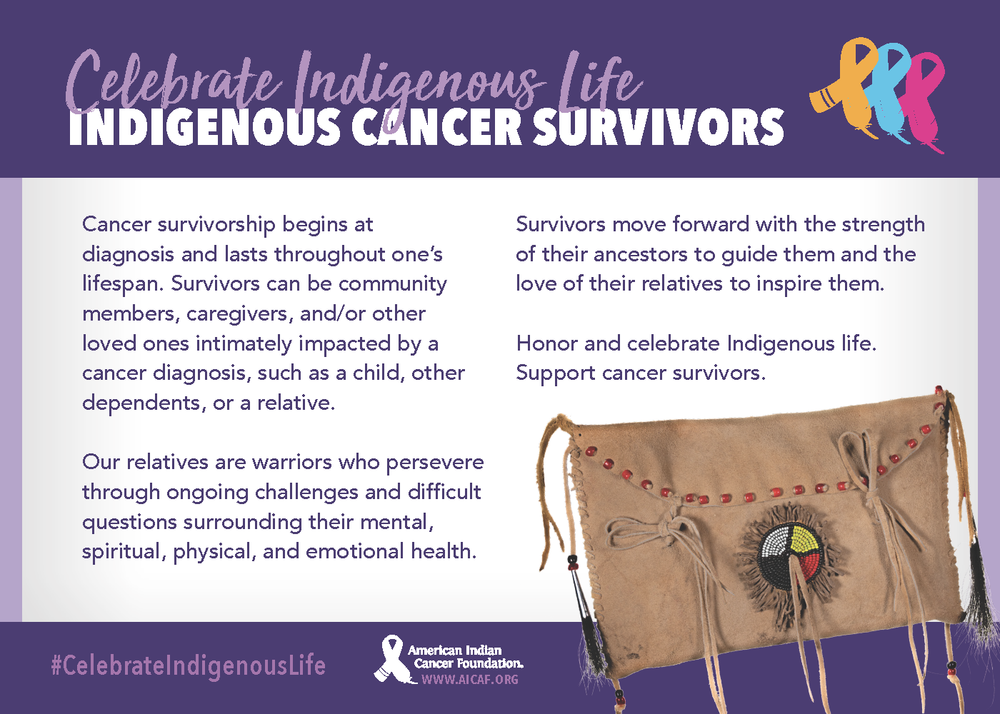 Celebrate Indigenous Life
INDIGENOUS CANCER SURVIVORS
Cancer survivorship begins at
diagnosis and lasts throughout one’s
lifespan. Survivors can be community
members, caregivers, and/or other
loved ones intimately impacted by a
cancer diagnosis, such as a child, other
dependents, or a relative.
Our relatives are warriors who persevere
through ongoing challenges and difficult
questions surrounding their mental,
spiritual, physical, and emotional health.
Survivors move forward with the strength
of their ancestors to guide them and the
love of their relatives to inspire them.
Honor and celebrate Indigenous life.
Support cancer survivors.
#CelebrateIndigenousLife
American Indian
Cancer Foundation.
WWW.AICAF.ORG